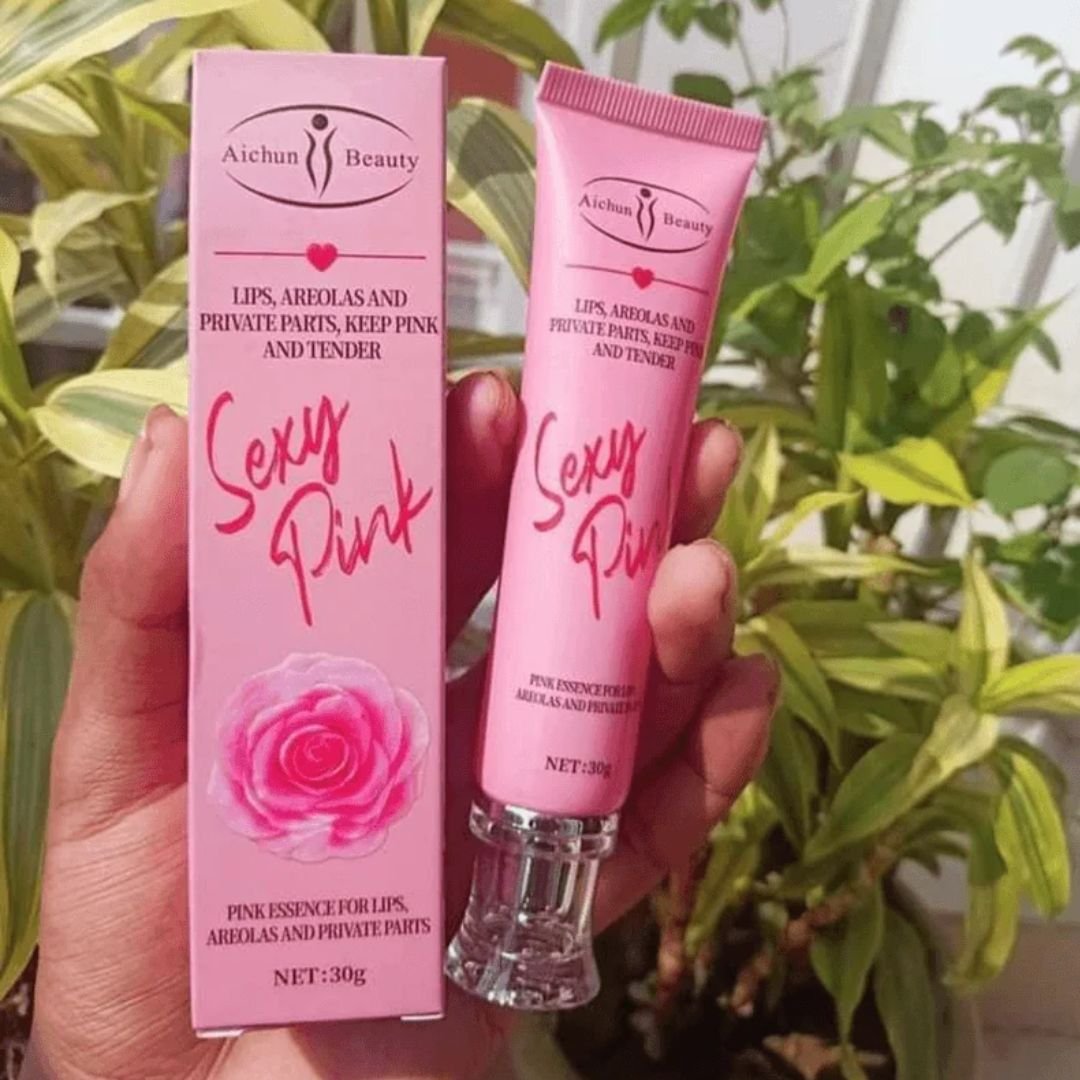 Aichun Beauty
LIPS, AREOLAS AND
PRIVATE PARTS, KEEP PINK
AND TENDER
Sexy
Pink
PINK ESSENCE FOR LIPS,
AREOLAS AND PRIVATE PARTS
NET:30g
Aichun Beauty
LIPS, AREOLAS AND
PRIVATE PARTS, KEEP PINK
AND TENDER
Sexy
Pin
PINK ESSENCE FOR LIPS
AREOLAS AND PRIVATE
NET:30g